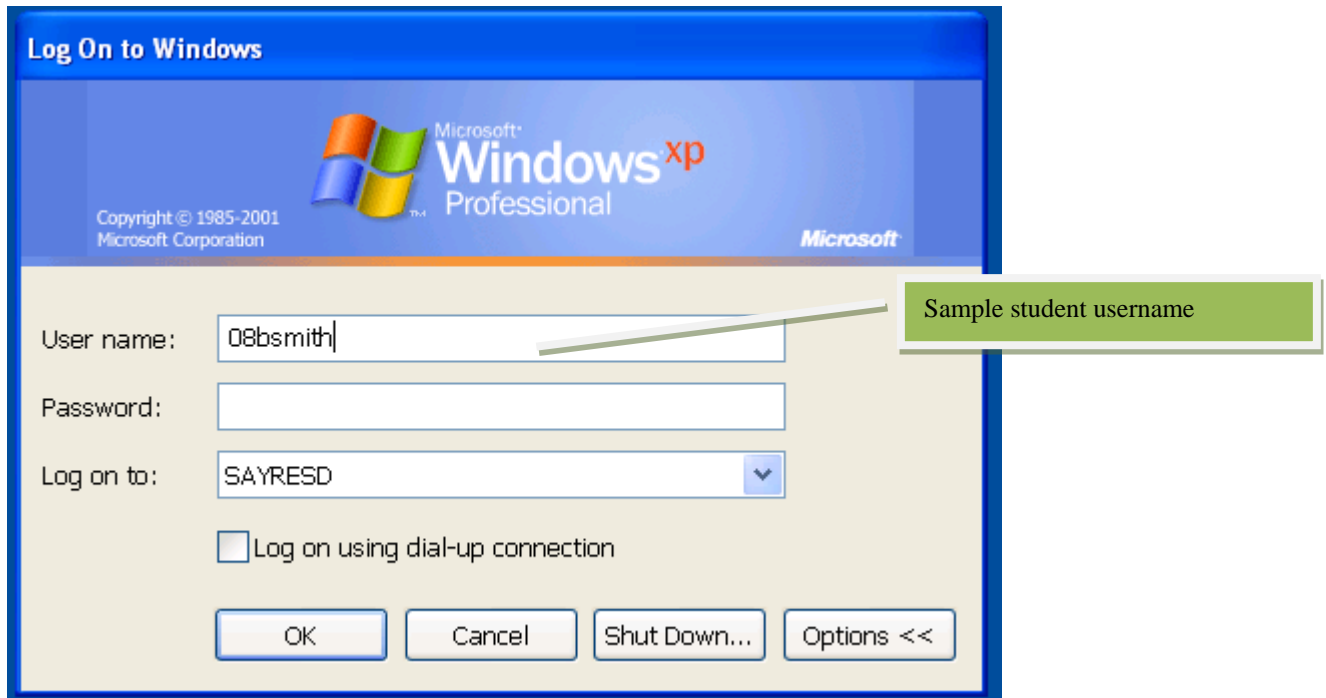 Log On to Windows
Microsoft
Windows xp
Professional
TM
Copyright © 1985-2001
Microsoft Corporation
Microsoft
Sample student username
User name:
08bsmith
Password:
Log on to:
SAYRESD
Log on using dial-up connection
OK
Cancel
Shut Down...
Options <<